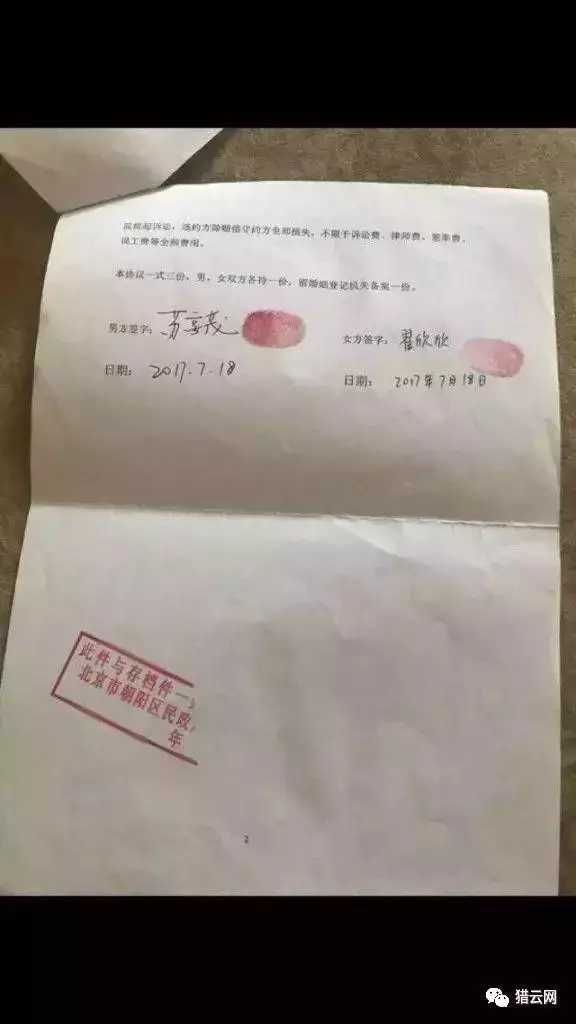 院提起诉讼，违约方除赔偿守约方全部损失，不限于诉讼费、律师费、差旅费、
误工费等全额费用。
本协议一式三份，男、女双方各持一份，留婚姻登记机关备案一份。
男方签字：苏享茂
女方签字：翟欣欣
日期：2017.7.18
日期：2017年7月18日
此件与存档件一
北京市朝阳区民政
年
2
猎云网